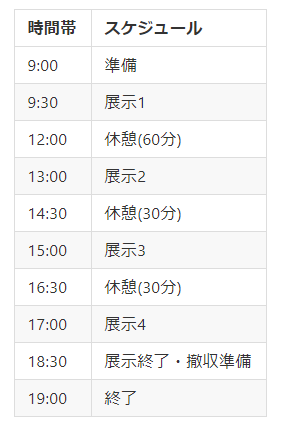 時間帯 スケジュール
9:00 準備
9:30 展示1
12:00 休憩(60分)
13:00 展示2
14:30 休憩(30分)
15:00 展示3
16:30 休憩(30分)
17:00 展示4
18:30 展示終了・撤収準備
19:00 終了